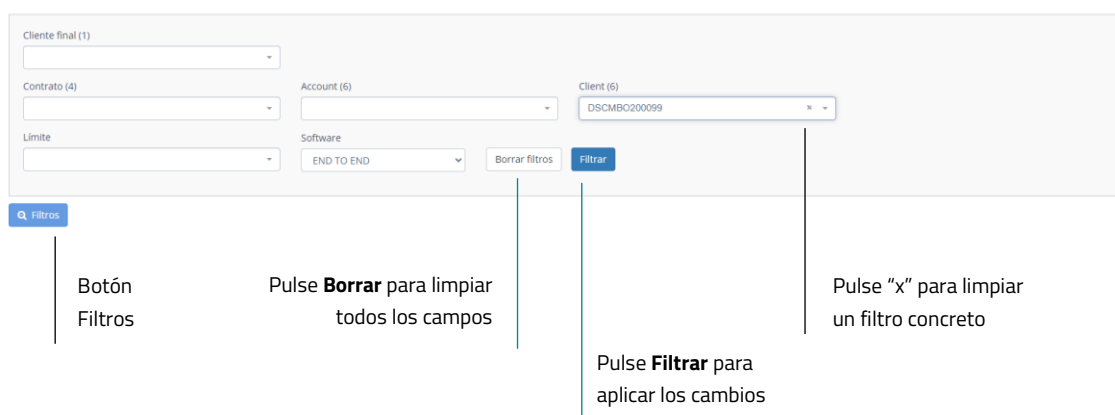 Cliente final (1)
Contrato (4)
Account (6)
Client (6)
DSCMBO200099
×
Límite
Software
END TO END
Borrar filtros
Filtrar
Filtros
Botón
Filtros
Pulse Borrar para limpiar
todos los campos
Pulse “x” para limpiar
un filtro concreto
Pulse Filtrar para
aplicar los cambios